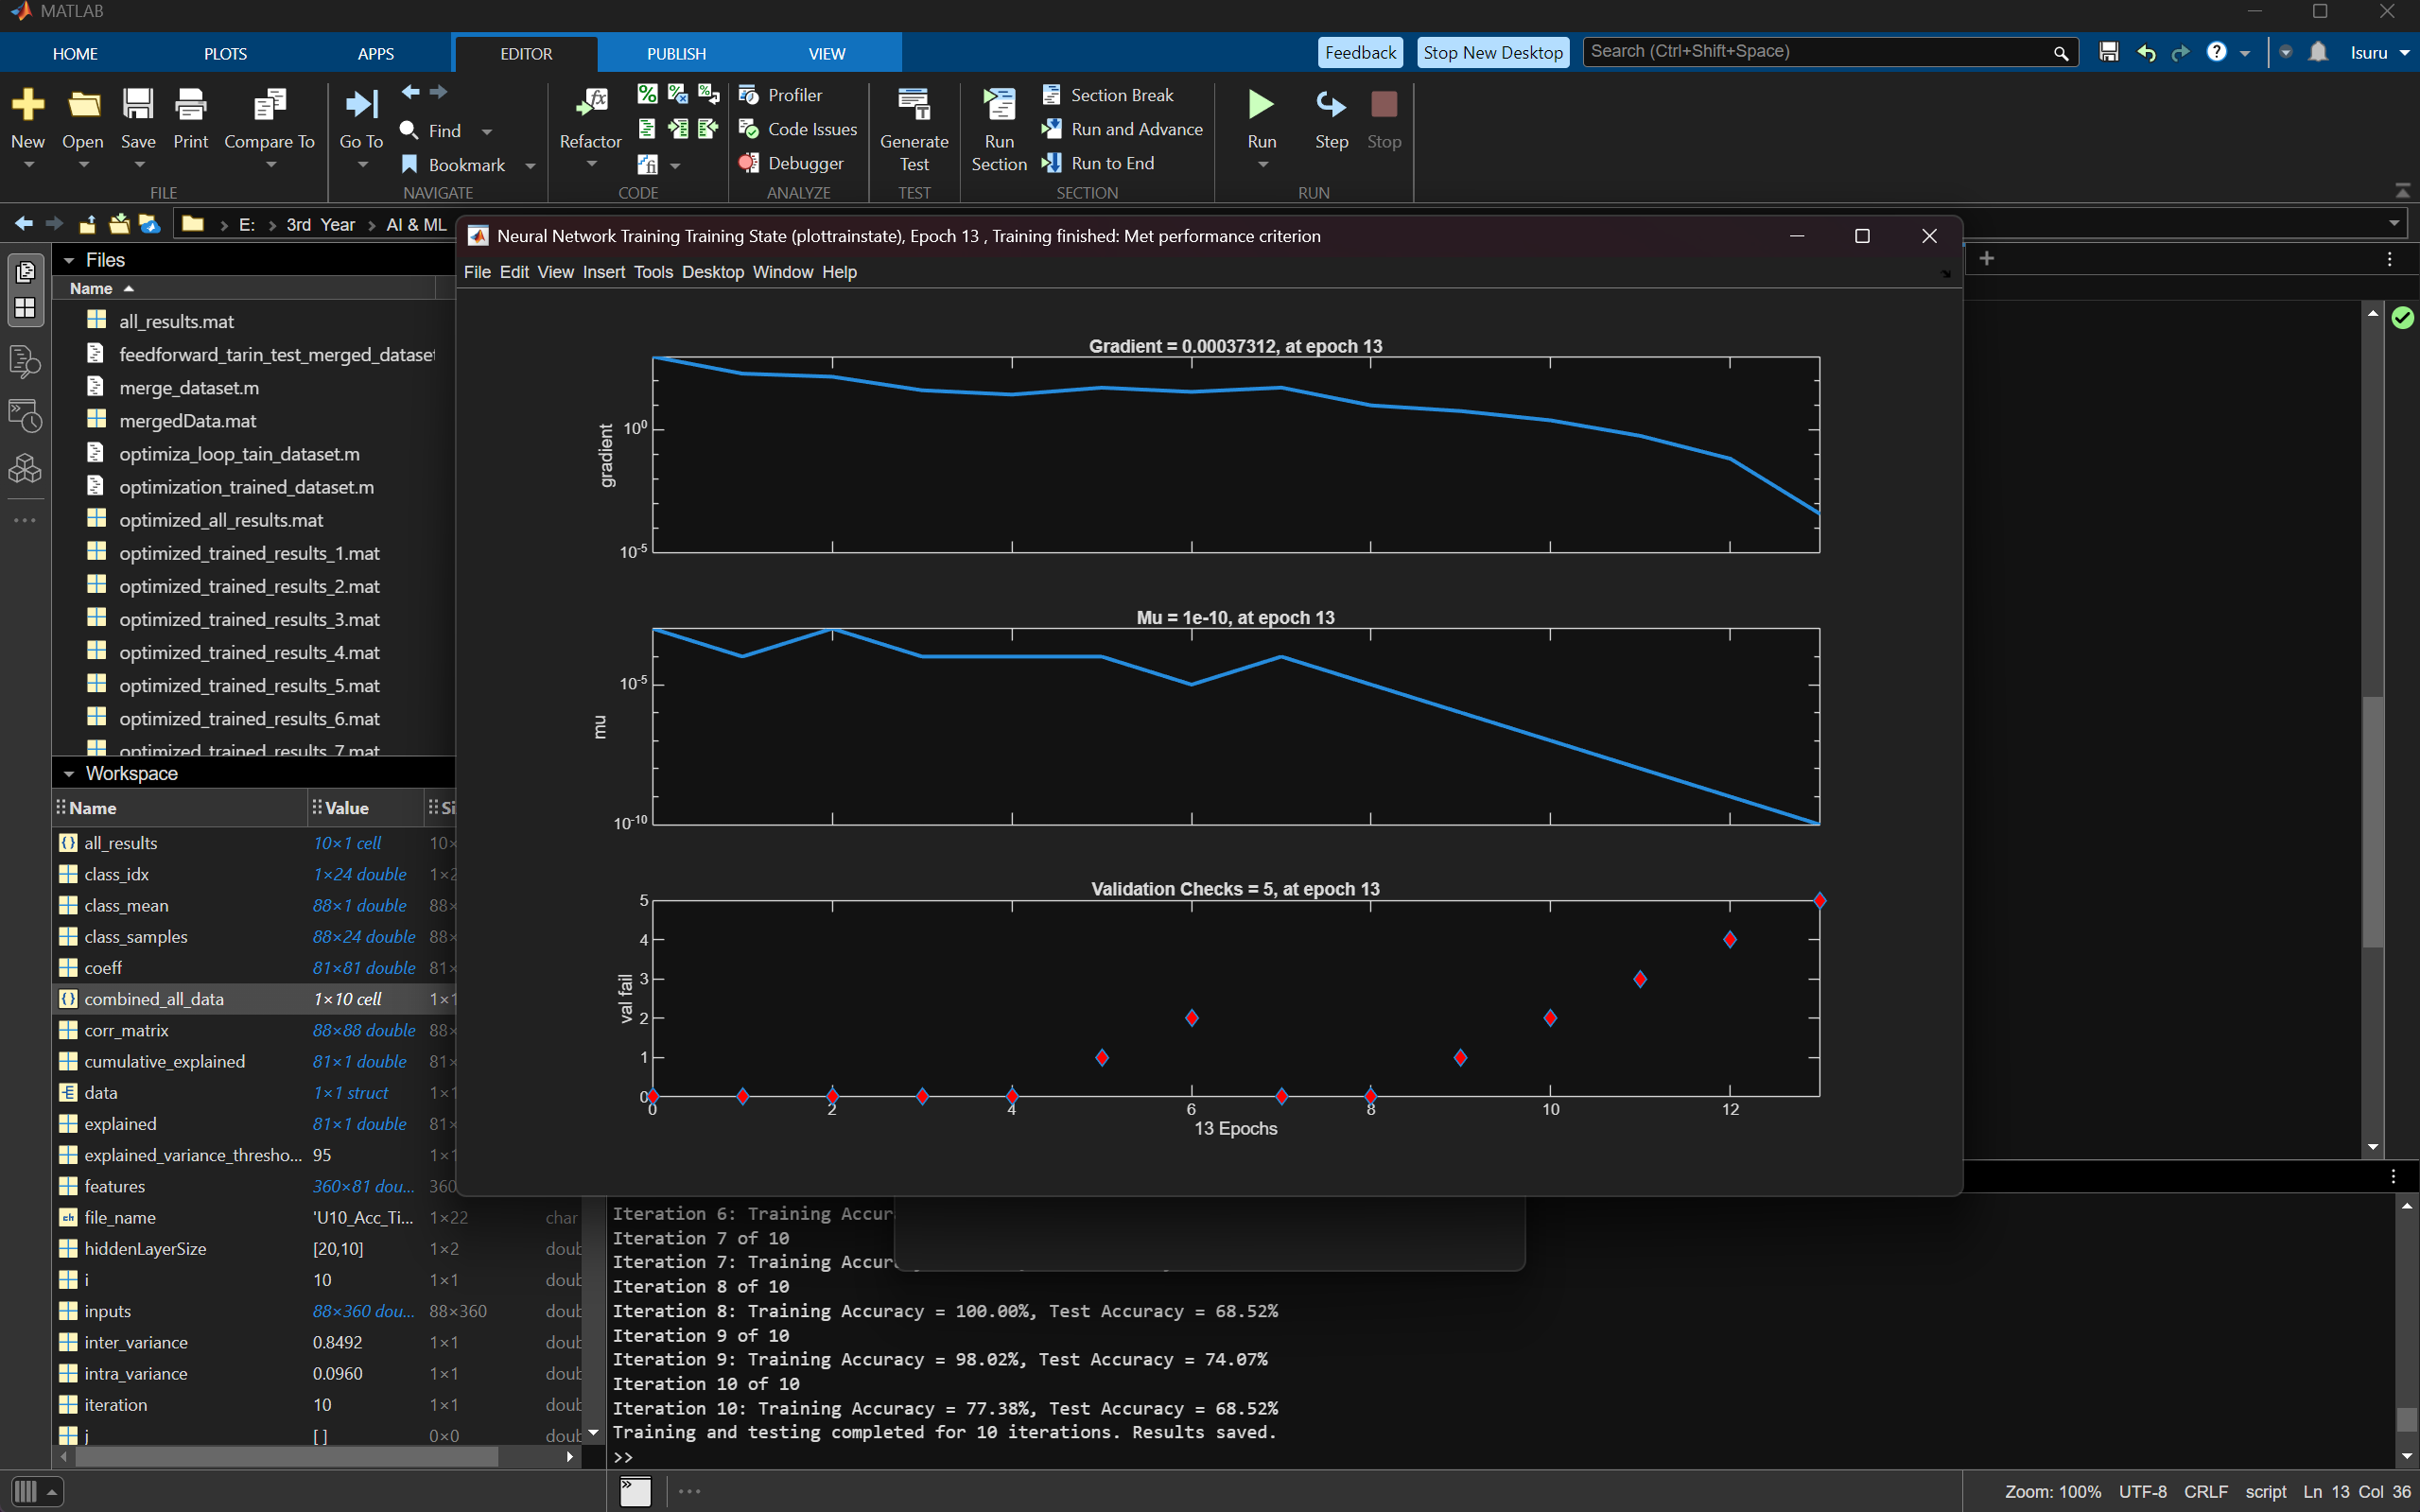 MATLAB
HOME PLOTS APPS EDITOR PUBLISH VIEW Feedback Stop New Desktop Search (Ctrl+Shift+Space) Isuru
New Open Save Print Compare To Go To Find Bookmark Refactor Profiler Code Issues Debugger Generate Test Run Section Section Break Run and Advance Run to End Run Step Stop
FILE NAVIGATE CODE ANALYZE TEST SECTION RUN
E: 3rd Year AI & ML
Neural Network Training Training State (plottrainstate), Epoch 13 , Training finished: Met performance criterion
File Edit View Insert Tools Desktop Window Help
Files
Name
all_results.mat
feedforward_tarin_test_merged_dataset
merge_dataset.m
mergedData.mat
optimiza_loop_tain_dataset.m
optimization_trained_dataset.m
optimized_all_results.mat
optimized_trained_results_1.mat
optimized_trained_results_2.mat
optimized_trained_results_3.mat
optimized_trained_results_4.mat
optimized_trained_results_5.mat
optimized_trained_results_6.mat
optimized_trained_results_7.mat
Gradient = 0.00037312, at epoch 13
gradient
10^0
10^-5
Mu = 1e-10, at epoch 13
mu
10^-5
10^-10
Validation Checks = 5, at epoch 13
val fail
5
4
3
2
1
0
0 2 4 6 8 10 12
13 Epochs
Workspace
Name Value Si
all_results 10×1 cell 10×
class_idx 1×24 double 1×2
class_mean 88×1 double 88×
class_samples 88×24 double 88×
coeff 81×81 double 81×
combined_all_data 1×10 cell 1×1
corr_matrix 88×88 double 88×
cumulative_explained 81×1 double 81×
data 1×1 struct 1×1
explained 81×1 double 81×
explained_variance_thresho... 95 1×1
features 360×81 dou... 360
file_name 'U10_Acc_Ti... 1×22 char
hiddenLayerSize [20,10] 1×2 doub
i 10 1×1 doub
inputs 88×360 dou... 88×360 doub
inter_variance 0.8492 1×1 doub
intra_variance 0.0960 1×1 doub
iteration 10 1×1 doub
j [] 0×0 doub
Iteration 6: Training Accur
Iteration 7 of 10
Iteration 7: Training Accur
Iteration 8 of 10
Iteration 8: Training Accuracy = 100.00%, Test Accuracy = 68.52%
Iteration 9 of 10
Iteration 9: Training Accuracy = 98.02%, Test Accuracy = 74.07%
Iteration 10 of 10
Iteration 10: Training Accuracy = 77.38%, Test Accuracy = 68.52%
Training and testing completed for 10 iterations. Results saved.
>>
Zoom: 100% UTF-8 CRLF script Ln 13 Col 36